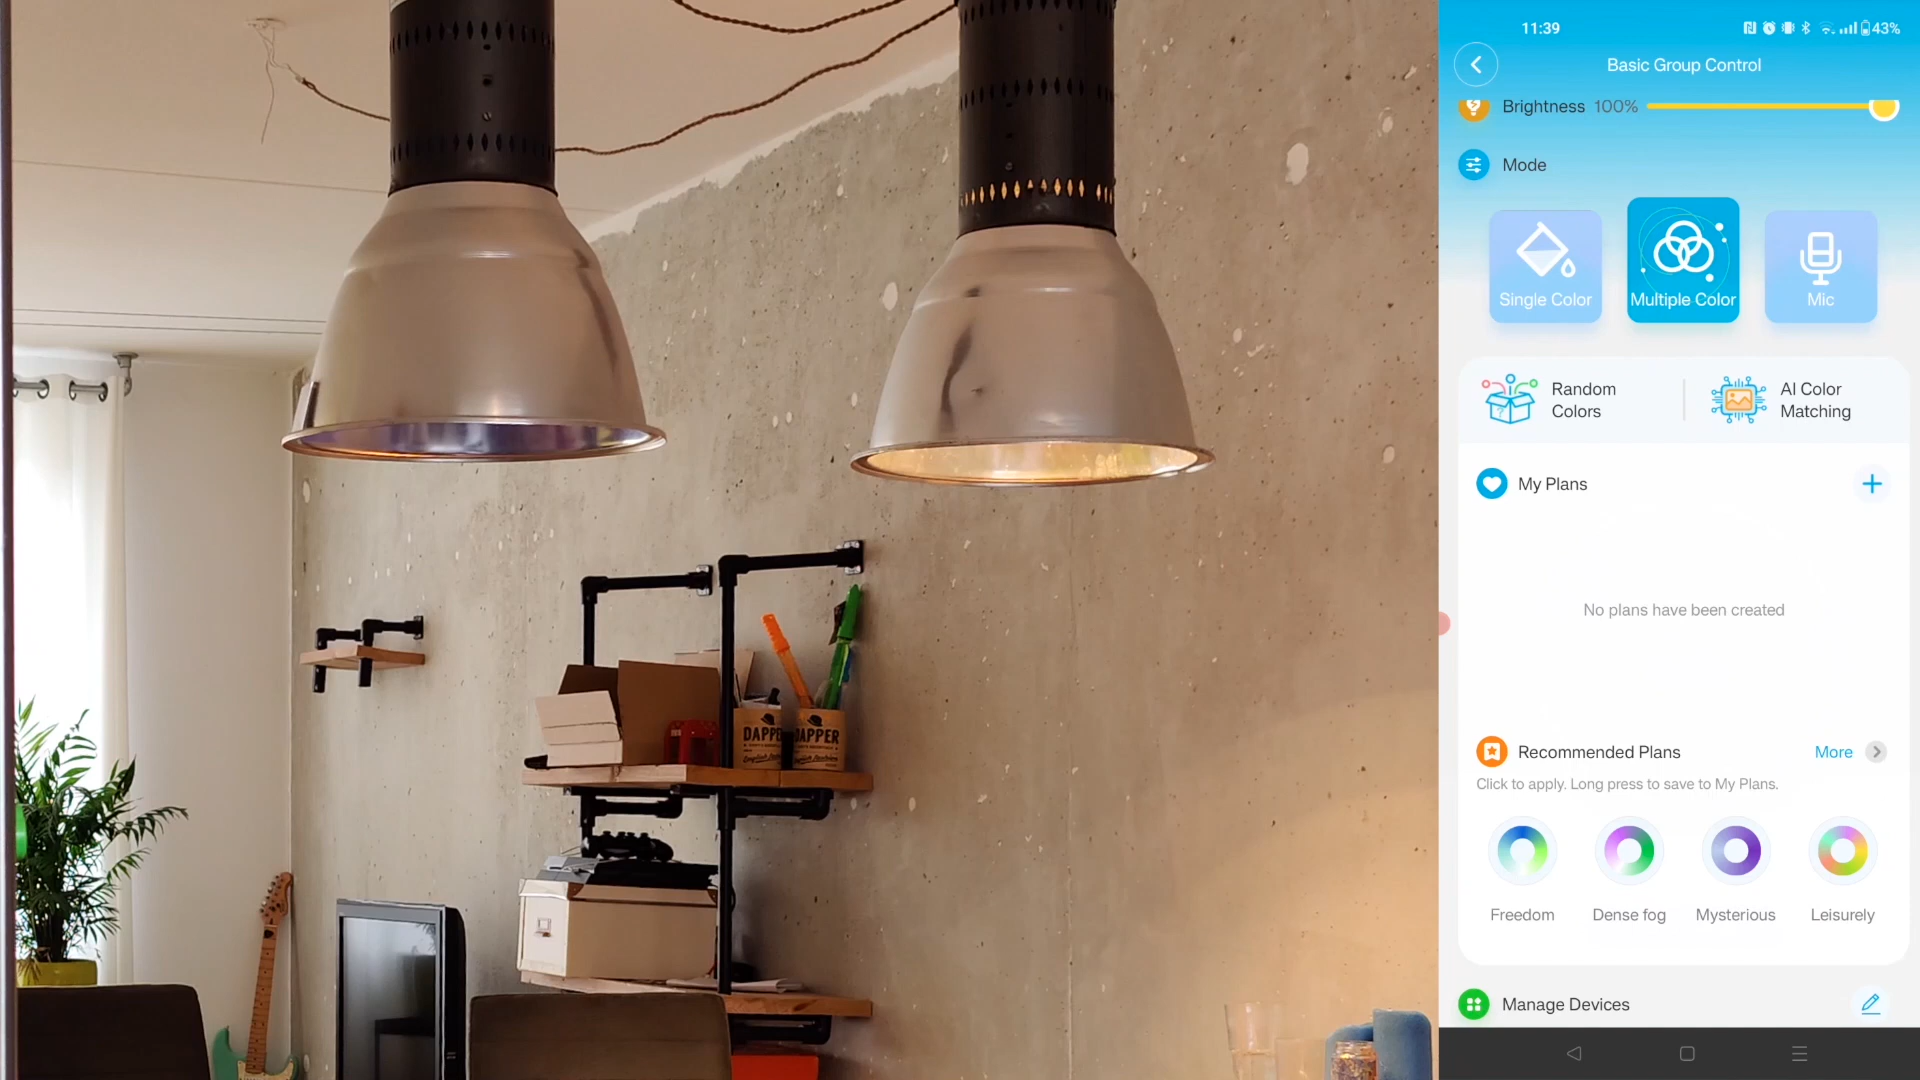 11:39
43%
Basic Group Control
Brightness 100%
Mode
Single Color
Multiple Color
Mic
Random
Colors
AI Color
Matching
My Plans
No plans have been created
Recommended Plans
More
Click to apply. Long press to save to My Plans.
Freedom
Dense fog
Mysterious
Leisurely
Manage Devices
DAPPE
DAPPER